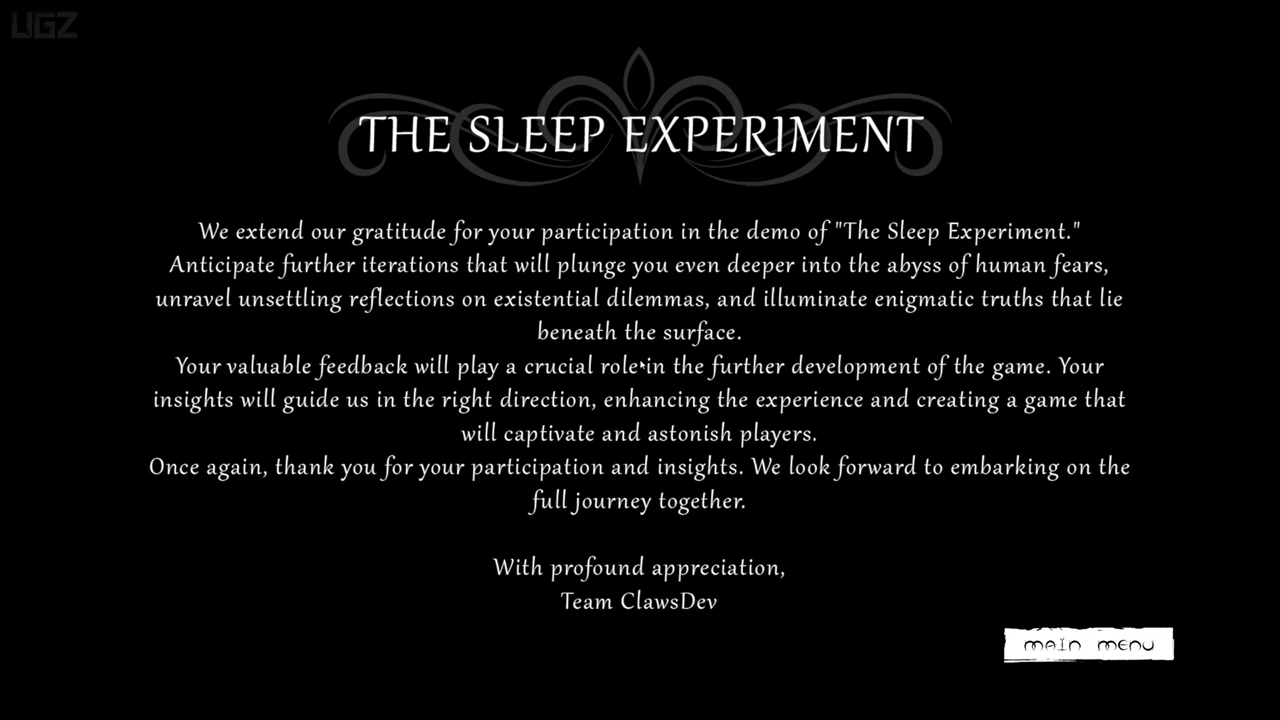 UGZ
THE SLEEP EXPERIMENT
We extend our gratitude for your participation in the demo of "The Sleep Experiment."
Anticipate further iterations that will plunge you even deeper into the abyss of human fears,
unravel unsettling reflections on existential dilemmas, and illuminate enigmatic truths that lie
beneath the surface.
Your valuable feedback will play a crucial role in the further development of the game. Your
insights will guide us in the right direction, enhancing the experience and creating a game that
will captivate and astonish players.
Once again, thank you for your participation and insights. We look forward to embarking on the
full journey together.
With profound appreciation,
Team ClawsDev
MAIN MENU